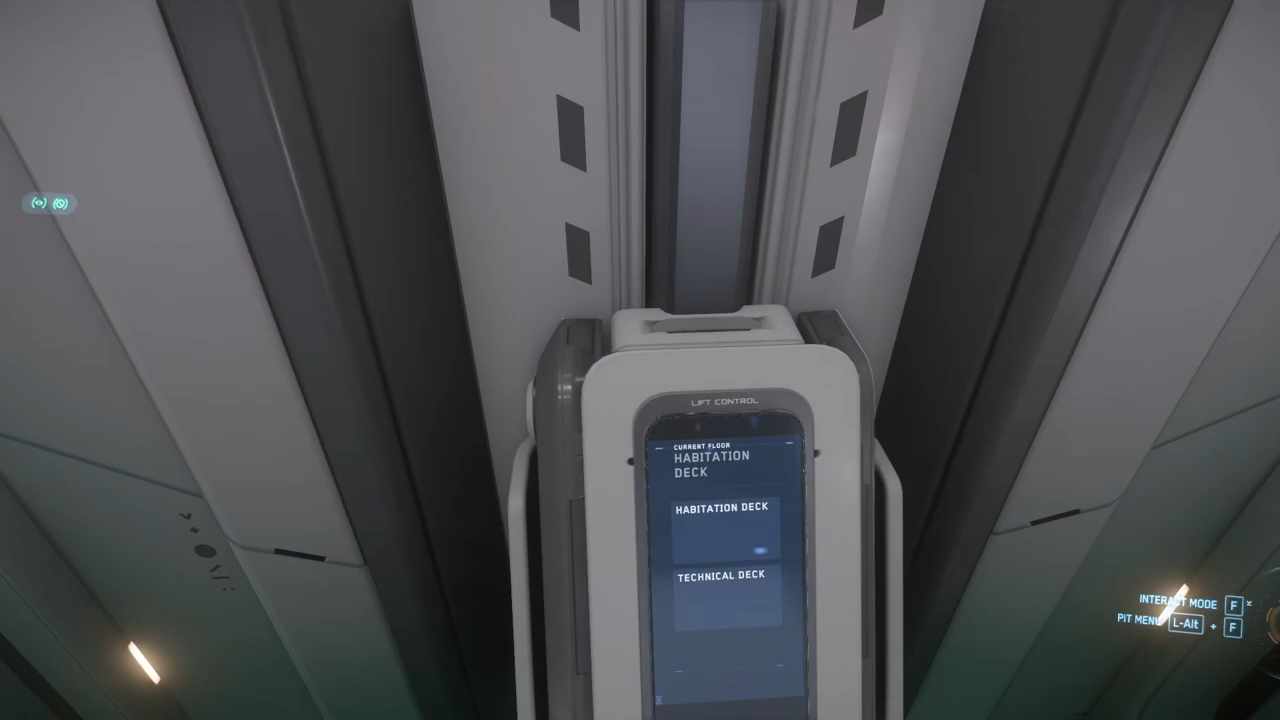 LIFT CONTROL
CURRENT FLOOR
HABITATION
DECK
HABITATION DECK
TECHNICAL DECK
INTERACT MODE F
PIT MENU L-Alt + F